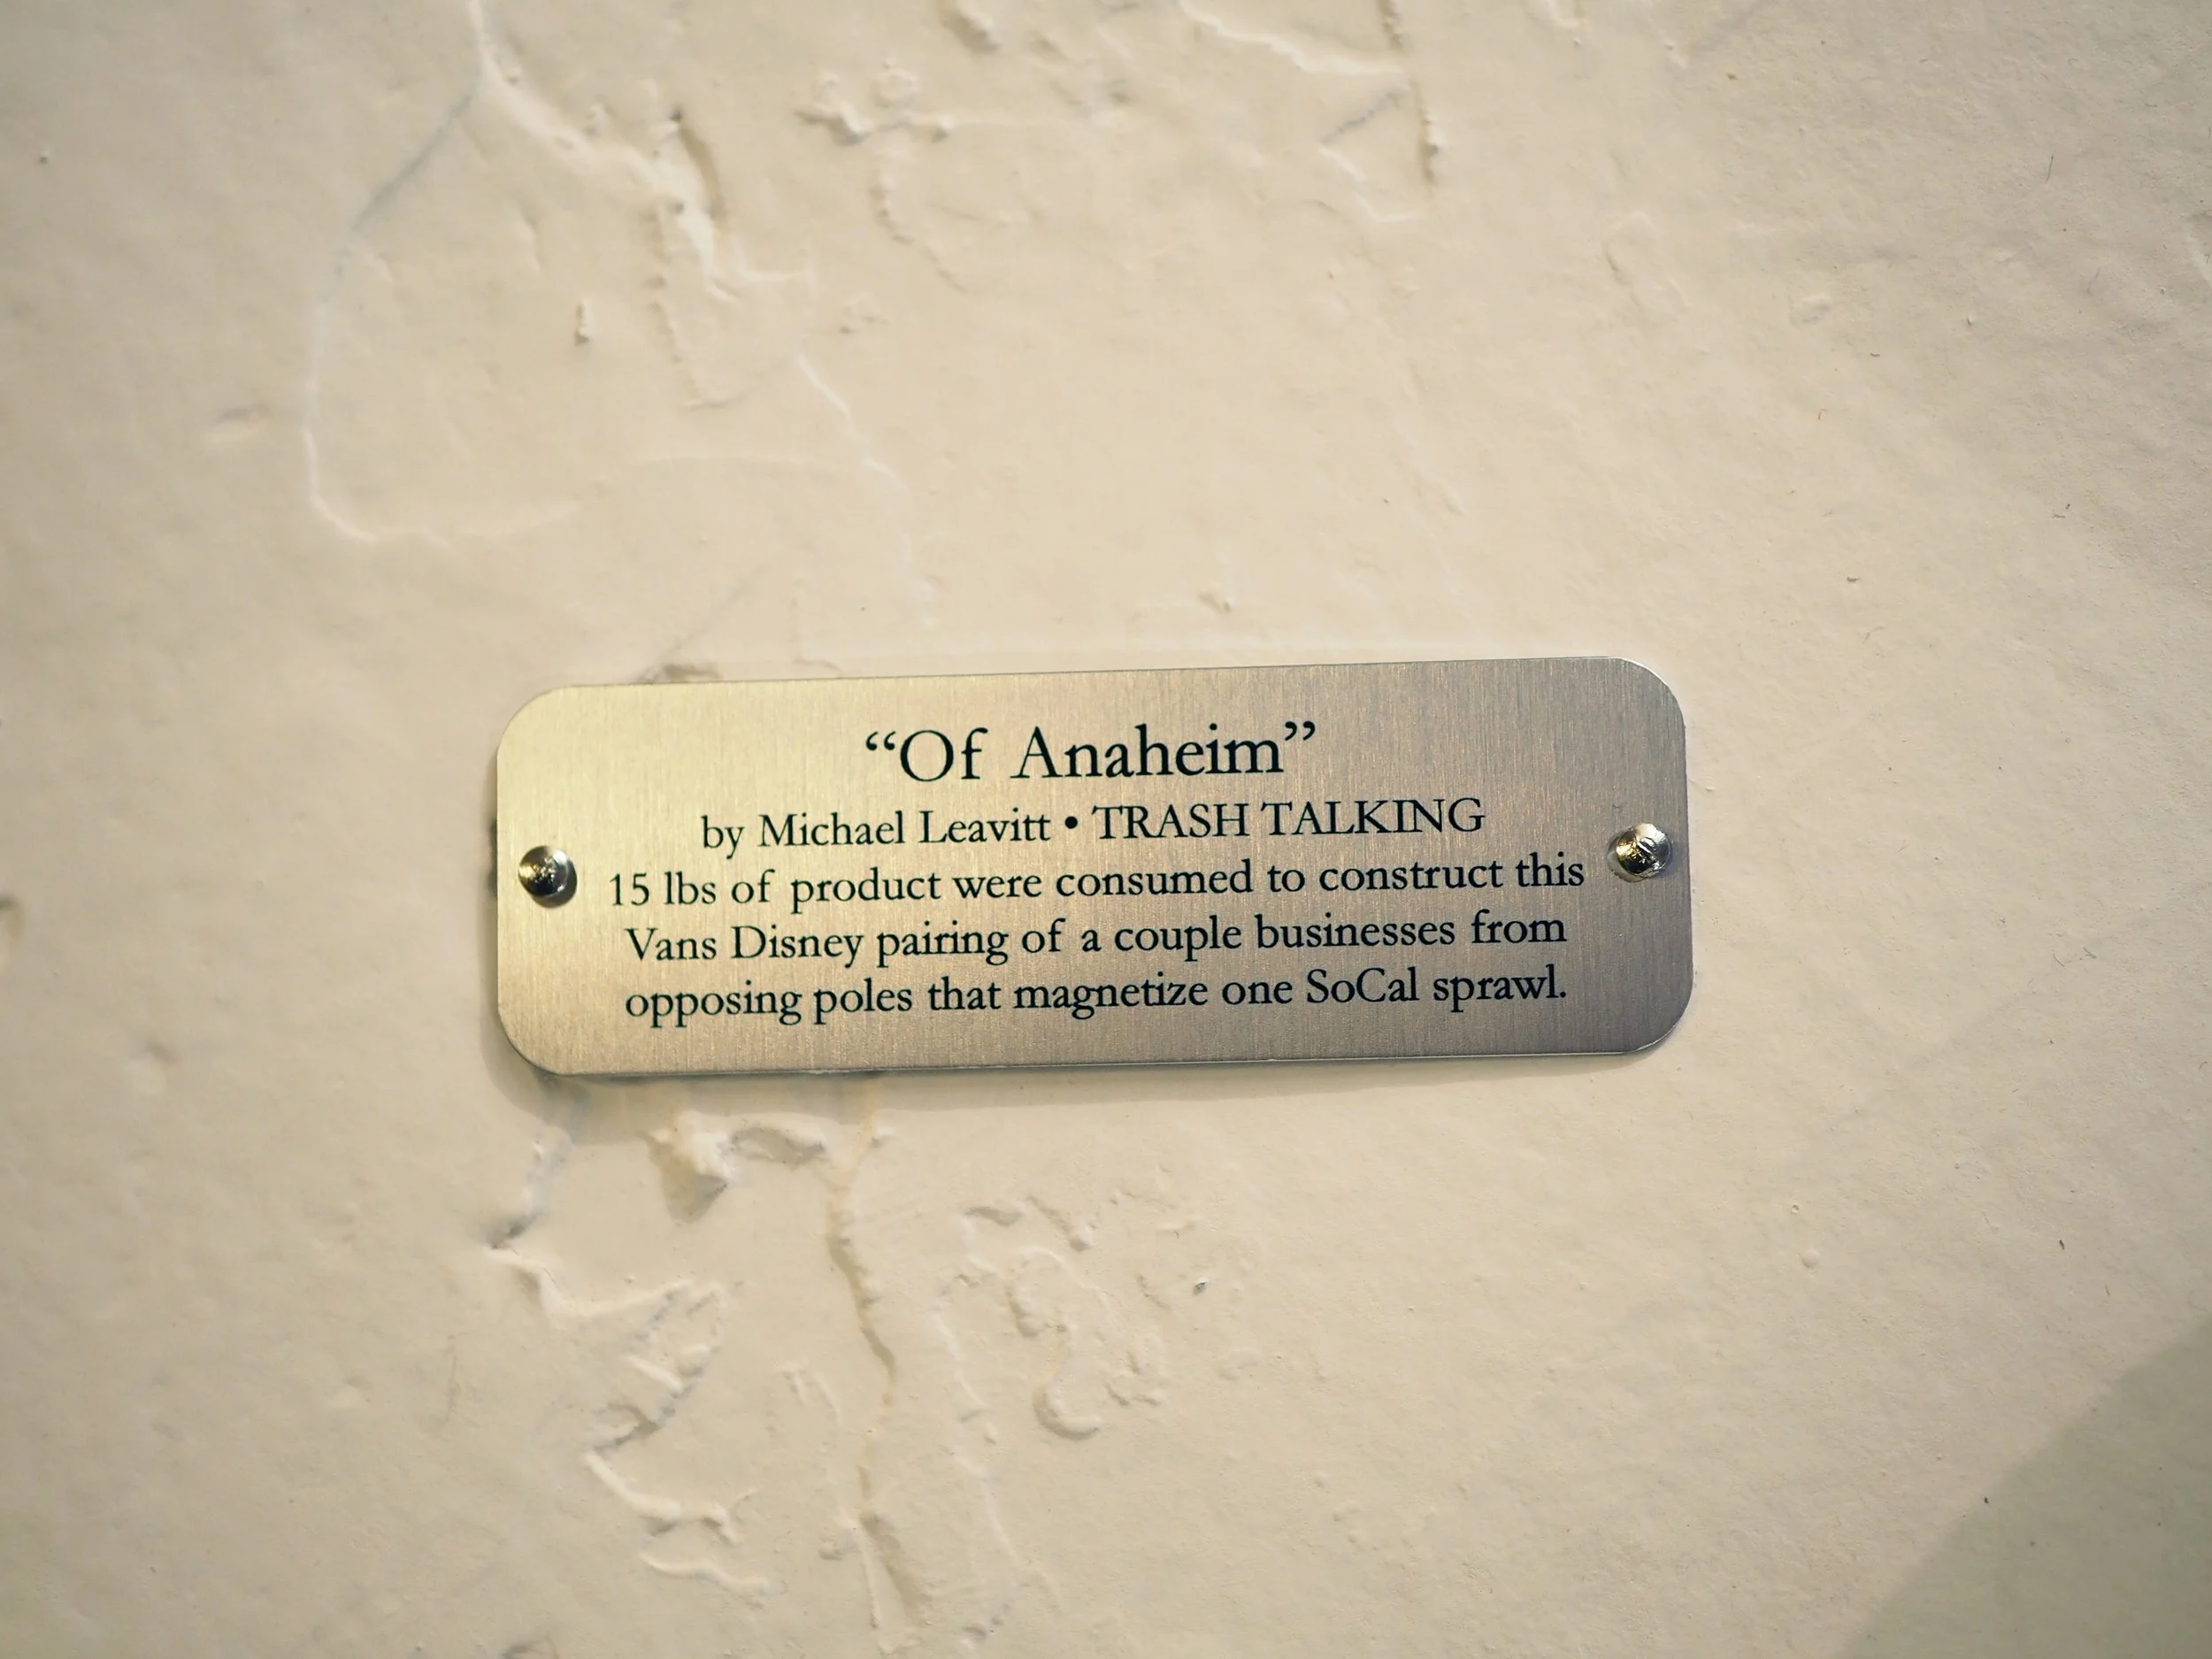 “Of Anaheim”
by Michael Leavitt • TRASH TALKING
15 lbs of product were consumed to construct this
Vans Disney pairing of a couple businesses from
opposing poles that magnetize one SoCal sprawl.